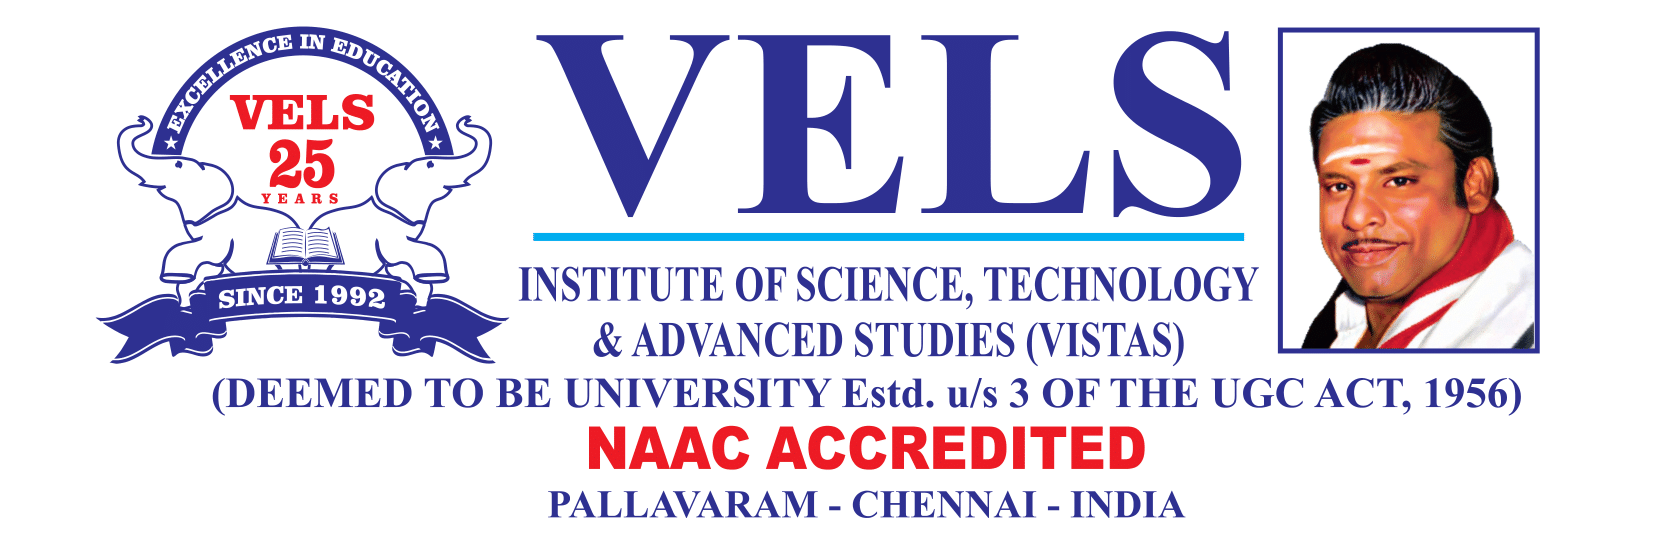 EXCELLENCE IN EDUCATION
VELS
25
YEARS
SINCE 1992
VELS
INSTITUTE OF SCIENCE, TECHNOLOGY
& ADVANCED STUDIES (VISTAS)
(DEEMED TO BE UNIVERSITY Estd. u/s 3 OF THE UGC ACT, 1956)
NAAC ACCREDITED
PALLAVARAM - CHENNAI - INDIA